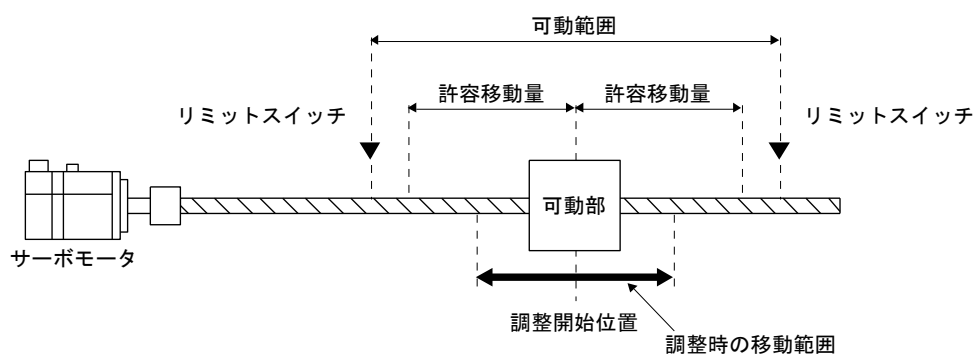 可動範囲
許容移動量
許容移動量
リミットスイッチ
リミットスイッチ
可動部
サーボモータ
調整開始位置
調整時の移動範囲